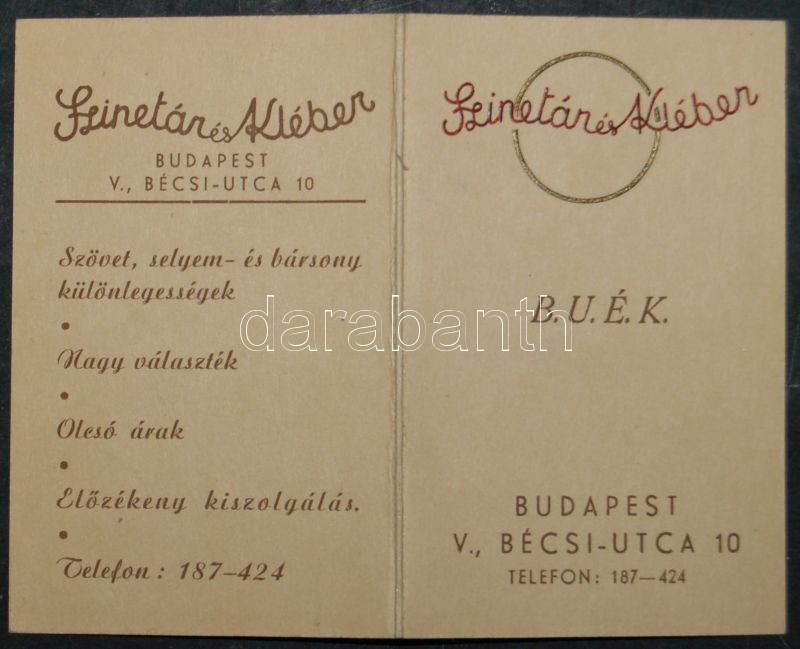 Szinetár és Kléber
BUDAPEST
V., BÉCSI-UTCA 10
Szövet, selyem- és bársony
különlegességek
•
Nagy választék
•
Olcsó árak
•
Előzékeny kiszolgálás.
•
Telefon: 187-424
Szinetár és Kléber
B.U.É.K.
BUDAPEST
V., BÉCSI-UTCA 10
TELEFON: 187—424
darabanth